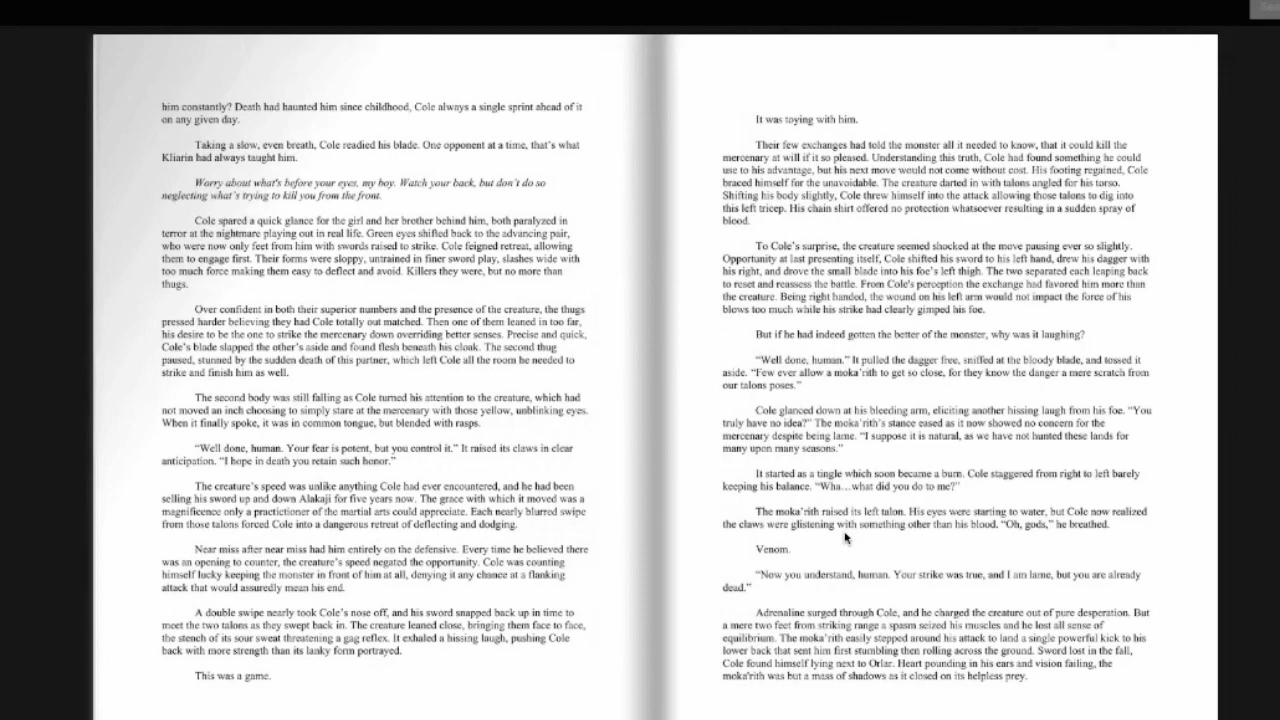 him constantly? Death had haunted him since childhood, Cole always a single sprint ahead of it
on any given day.
Taking a slow, even breath, Cole readied his blade. One opponent at a time, that's what
Kliarin had always taught him.
Worry about what's before your eyes, my boy. Watch your back, but don't do so
neglecting what's trying to kill you from the front.
Cole spared a quick glance for the girl and her brother behind him, both paralyzed in
terror at the nightmare playing out in real life. Green eyes shifted back to the advancing pair,
who were now only feet from him with swords raised to strike. Cole feigned retreat, allowing
them to engage first. Their forms were sloppy, untrained in finer sword play, slashes wide with
too much force making them easy to deflect and avoid. Killers they were, but no more than
thugs.
Over confident in both their superior numbers and the presence of the creature, the thugs
pressed harder believing they had Cole totally out matched. Then one of them leaned in too far,
his desire to be the one to strike the mercenary down overriding better senses. Precise and quick,
Cole's blade slapped the other's aside and found flesh beneath his cloak. The second thug
paused, stunned by the sudden death of this partner, which left Cole all the room he needed to
strike and finish him as well.
The second body was still falling as Cole turned his attention to the creature, which had
not moved an inch choosing to simply stare at the mercenary with those yellow, unblinking eyes.
When it finally spoke, it was in common tongue, but blended with rasps.
"Well done, human. Your fear is potent, but you control it." It raised its claws in clear
anticipation. "I hope in death you retain such honor."
The creature's speed was unlike anything Cole had ever encountered, and he had been
selling his sword up and down Alakaji for five years now. The grace with which it moved was a
magnificence only a practictioner of the martial arts could appreciate. Each nearly blurred swipe
from those talons forced Cole into a dangerous retreat of deflecting and dodging.
Near miss after near miss had him entirely on the defensive. Every time he believed there
was an opening to counter, the creature's speed negated the opportunity. Cole was counting
himself lucky keeping the monster in front of him at all, denying it any chance at a flanking
attack that would assuredly mean his end.
A double swipe nearly took Cole's nose off, and his sword snapped back up in time to
meet the two talons as they swept back in. The creature leaned close, bringing them face to face,
the stench of its sour sweat threatening a gag reflex. It exhaled a hissing laugh, pushing Cole
back with more strength than its lanky form portrayed.
This was a game.
It was toying with him.
Their few exchanges had told the monster all it needed to know, that it could kill the
mercenary at will if it so pleased. Understanding this truth, Cole had found something he could
use to his advantage, but his next move would not come without cost. His footing regained, Cole
braced himself for the unavoidable. The creature darted in with talons angled for his torso.
Shifting his body slightly, Cole threw himself into the attack allowing those talons to dig into
this left tricep. His chain shirt offered no protection whatsoever resulting in a sudden spray of
blood.
To Cole's surprise, the creature seemed shocked at the move pausing ever so slightly.
Opportunity at last presenting itself, Cole shifted his sword to his left hand, drew his dagger with
his right, and drove the small blade into his foe's left thigh. The two separated each leaping back
to reset and reassess the battle. From Cole's perception the exchange had favored him more than
the creature. Being right handed, the wound on his left arm would not impact the force of his
blows too much while his strike had clearly gimped his foe.
But if he had indeed gotten the better of the monster, why was it laughing?
"Well done, human." It pulled the dagger free, sniffed at the bloody blade, and tossed it
aside. "Few ever allow a moka'rith to get so close, for they know the danger a mere scratch from
our talons poses."
Cole glanced down at his bleeding arm, eliciting another hissing laugh from his foe. "You
truly have no idea?" The moka'rith's stance eased as it now showed no concern for the
mercenary despite being lame. "I suppose it is natural, as we have not hunted these lands for
many upon many seasons."
It started as a tingle which soon became a burn. Cole staggered from right to left barely
keeping his balance. "Wha…what did you do to me?"
The moka'rith raised its left talon. His eyes were starting to water, but Cole now realized
the claws were glistening with something other than his blood. "Oh, gods," he breathed.
Venom.
"Now you understand, human. Your strike was true, and I am lame, but you are already
dead."
Adrenaline surged through Cole, and he charged the creature out of pure desperation. But
a mere two feet from striking range a spasm seized his muscles and he lost all sense of
equilibrium. The moka'rith easily stepped around his attack to land a single powerful kick to his
lower back that sent him first stumbling then rolling across the ground. Sword lost in the fall,
Cole found himself lying next to Orlar. Heart pounding in his ears and vision failing, the
moka'rith was but a mass of shadows as it closed on its helpless prey.